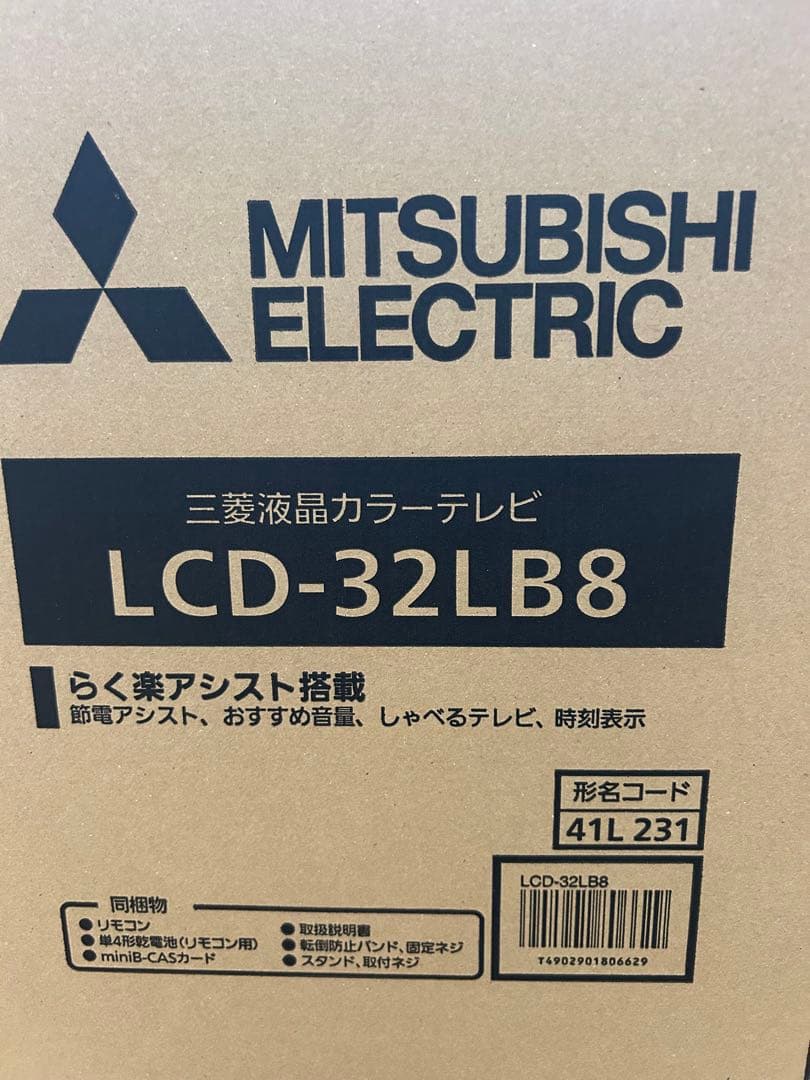 MITSUBISHI
ELECTRIC
三菱液晶カラーテレビ
LCD-32LB8
らく楽アシスト搭載
節電アシスト、おすすめ音量、しゃべるテレビ、時刻表示
形名コード
41L 231
LCD-32LB8
T4902901806629
同梱物
●リモコン
●単4形乾電池(リモコン用)
●miniB-CASカード
●取扱説明書
●転倒防止バンド、固定ネジ
●スタンド、取付ネジ